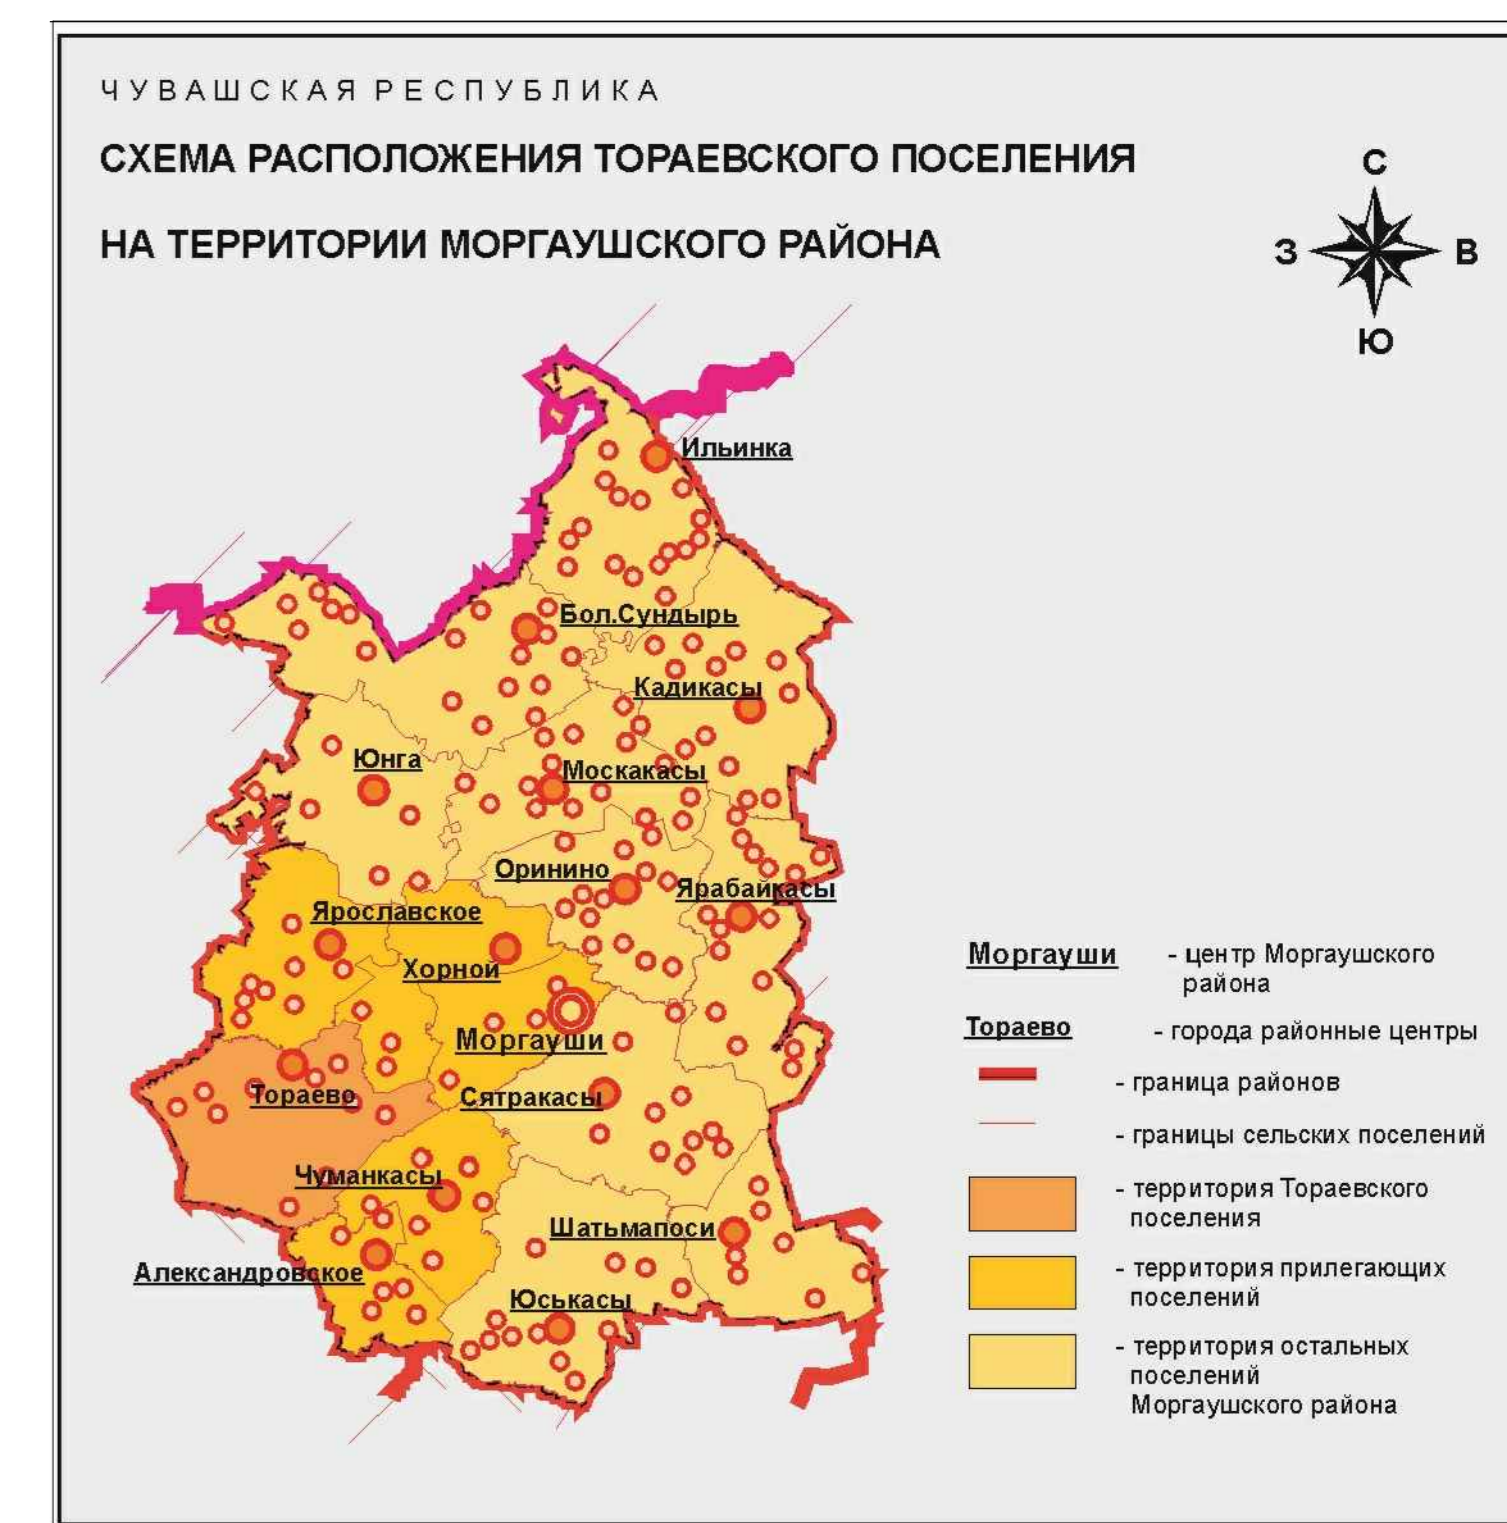 ЧУВАШСКАЯ РЕСПУБЛИКА
СХЕМА РАСПОЛОЖЕНИЯ ТОРАЕВСКОГО ПОСЕЛЕНИЯ
НА ТЕРРИТОРИИ МОРГАУШСКОГО РАЙОНА
С
З
В
Ю
Ильинка
Бол.Сундырь
Кадикасы
Юнга
Москакасы
Оринино
Ярабайкасы
Ярославское
Хорной
Моргауши
Тораево
Сятракасы
Чуманкасы
Шатьмапоси
Александровское
Юськасы
Моргауши - центр Моргаушского
района
Тораево - города районные центры
- граница районов
- границы сельских поселений
- территория Тораевского
поселения
- территория прилегающих
поселений
- территория остальных
поселений
Моргаушского района